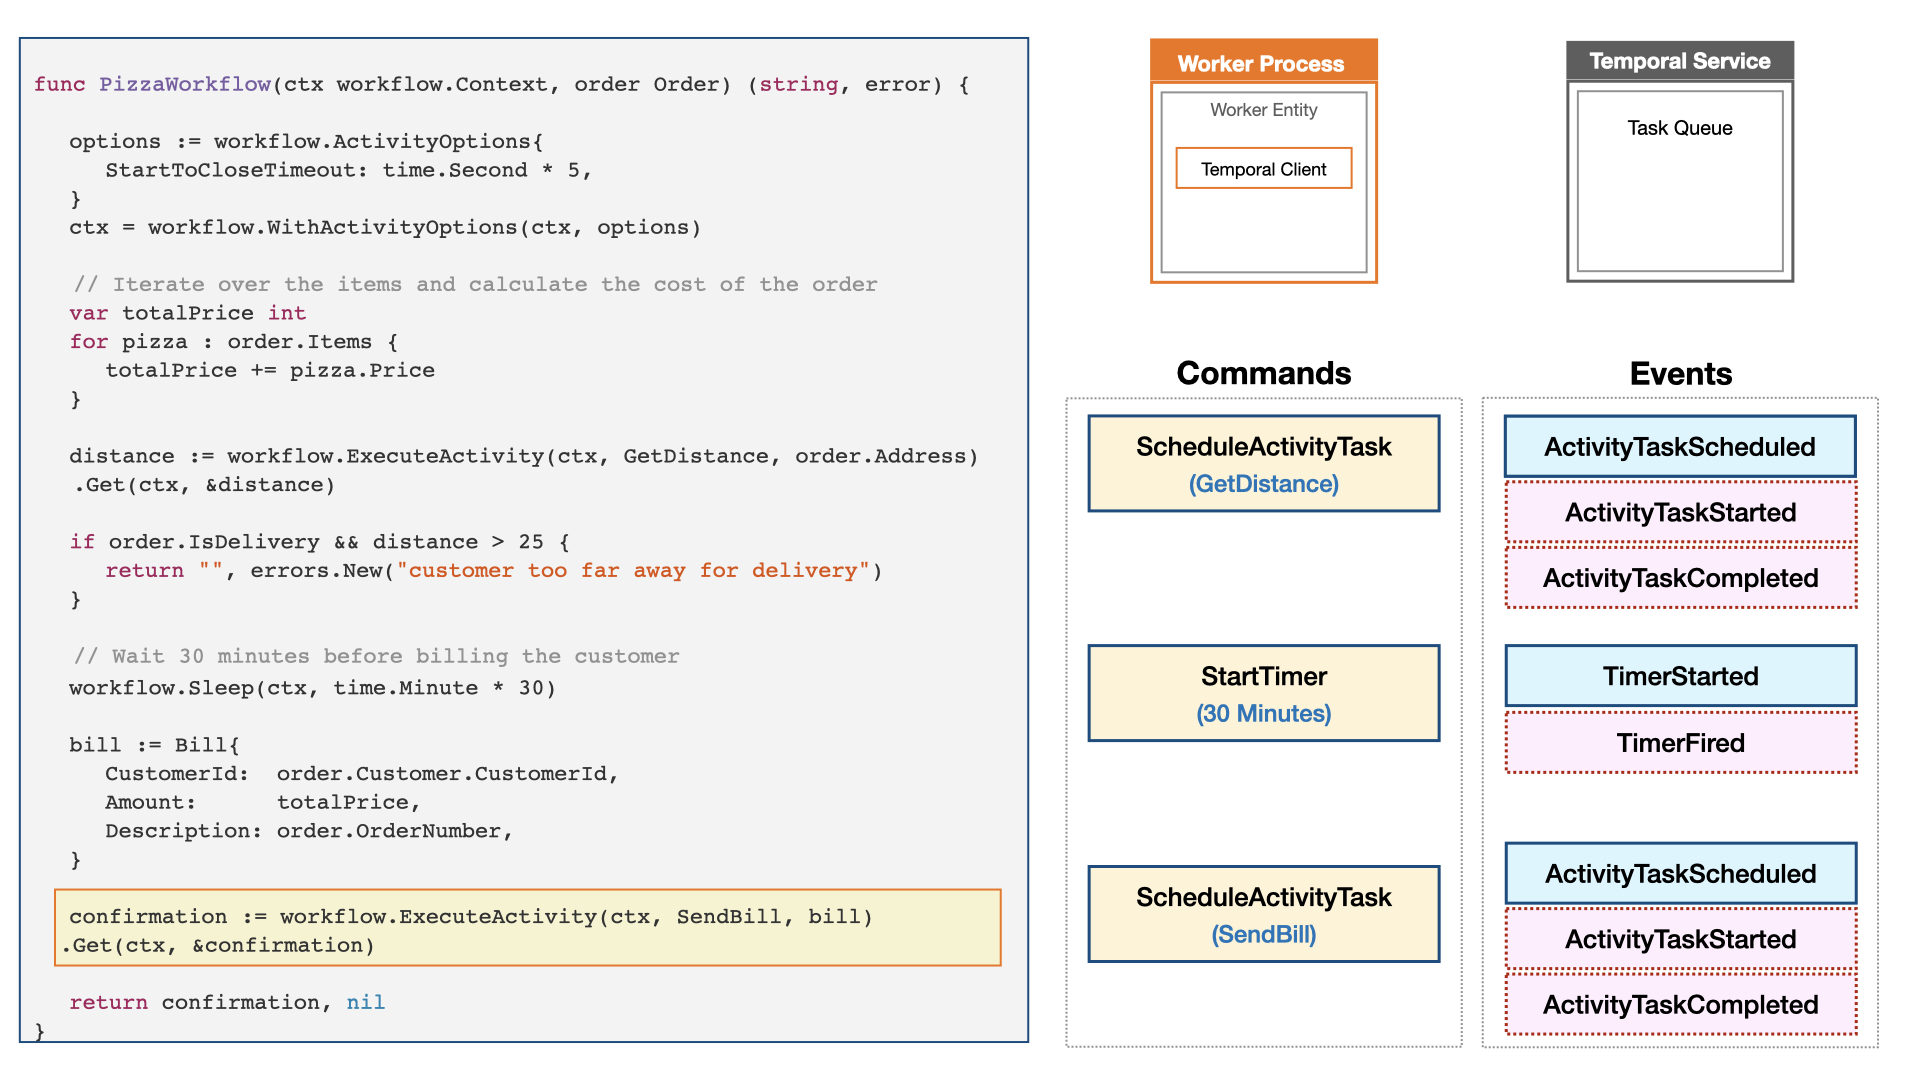 func PizzaWorkflow(ctx workflow.Context, order Order) (string, error) {
options := workflow.ActivityOptions{
StartToCloseTimeout: time.Second * 5,
}
ctx = workflow.WithActivityOptions(ctx, options)
// Iterate over the items and calculate the cost of the order
var totalPrice int
for pizza : order.Items {
totalPrice += pizza.Price
}
distance := workflow.ExecuteActivity(ctx, GetDistance, order.Address)
.Get(ctx, &distance)
if order.IsDelivery && distance > 25 {
return "", errors.New("customer too far away for delivery")
}
// Wait 30 minutes before billing the customer
workflow.Sleep(ctx, time.Minute * 30)
bill := Bill{
CustomerId: order.Customer.CustomerId,
Amount: totalPrice,
Description: order.OrderNumber,
}
confirmation := workflow.ExecuteActivity(ctx, SendBill, bill)
.Get(ctx, &confirmation)
return confirmation, nil
}
Worker Process
Worker Entity
Temporal Client
Temporal Service
Task Queue
Commands
ScheduleActivityTask
(GetDistance)
StartTimer
(30 Minutes)
ScheduleActivityTask
(SendBill)
Events
ActivityTaskScheduled
ActivityTaskStarted
ActivityTaskCompleted
TimerStarted
TimerFired
ActivityTaskScheduled
ActivityTaskStarted
ActivityTaskCompleted